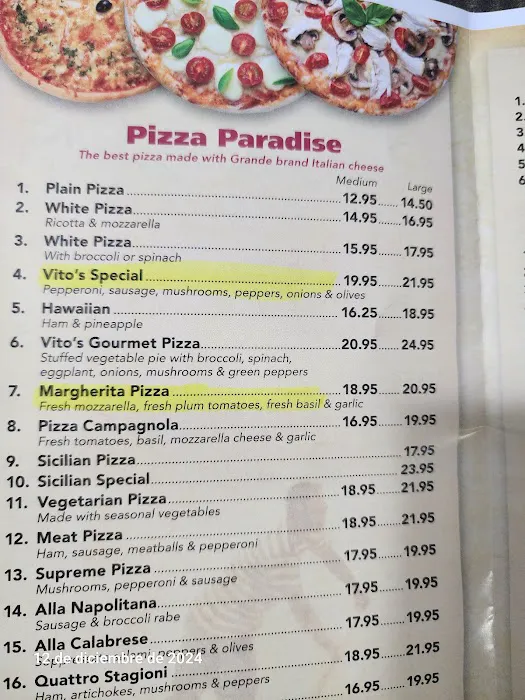 Pizza Paradise
The best pizza made with Grande brand Italian cheese
Medium Large
1. Plain Pizza 12.95 14.50
2. White Pizza 14.95 16.95
Ricotta & mozzarella
3. White Pizza 15.95 17.95
With broccoli or spinach
4. Vito's Special 19.95 21.95
Pepperoni, sausage, mushrooms, peppers, onions & olives
5. Hawaiian 16.25 18.95
Ham & pineapple
6. Vito's Gourmet Pizza 20.95 24.95
Stuffed vegetable pie with broccoli, spinach,
eggplant, onions, mushrooms & green peppers
7. Margherita Pizza 18.95 20.95
Fresh mozzarella, fresh plum tomatoes, fresh basil & garlic
8. Pizza Campagnola 16.95 19.95
Fresh tomatoes, basil, mozzarella cheese & garlic
9. Sicilian Pizza 17.95
10. Sicilian Special 23.95
11. Vegetarian Pizza 18.95 21.95
Made with seasonal vegetables
12. Meat Pizza 18.95 21.95
Ham, sausage, meatballs & pepperoni
13. Supreme Pizza 17.95 19.95
Mushrooms, pepperoni & sausage
14. Alla Napolitana 17.95 19.95
Sausage & broccoli rabe
15. Alla Calabrese 17.95 19.95
peppers & olives
12 de diciembre de 2024
16. Quattro Stagioni 18.95 21.95
Ham, artichokes, mushrooms & peppers
16.95 19.95
1.
2.
3.
4
5
6